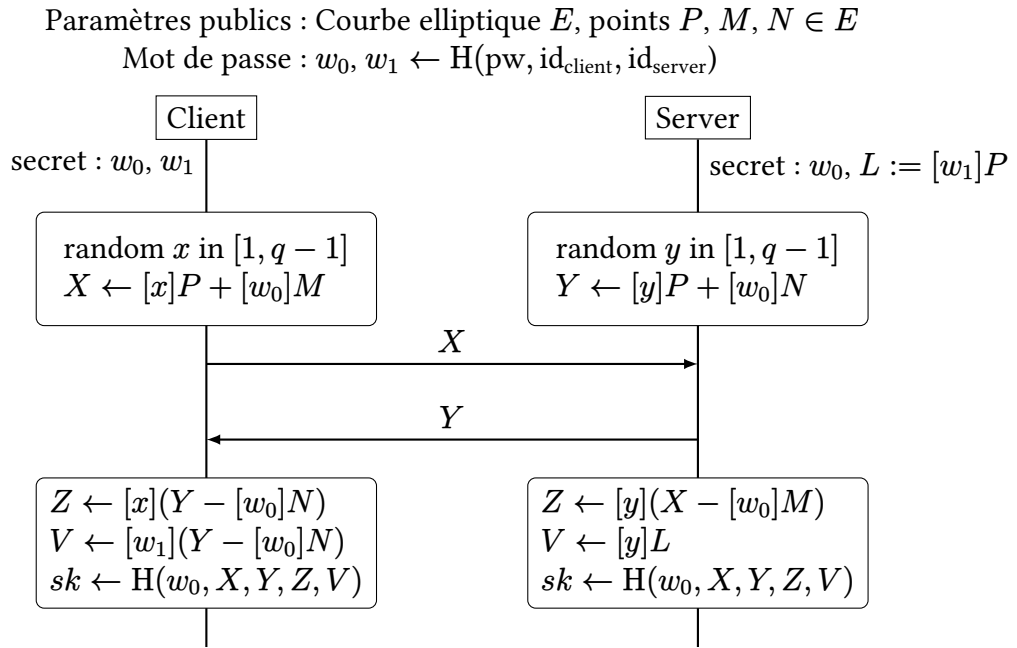 Paramètres publics : Courbe elliptique E, points P, M, N ∈ E
Mot de passe : w₀, w₁ ← H(pw, id_client, id_server)
Client
Server
secret : w₀, w₁
secret : w₀, L := [w₁]P
random x in [1, q − 1]
X ← [x]P + [w₀]M
random y in [1, q − 1]
Y ← [y]P + [w₀]N
X
Y
Z ← [x](Y − [w₀]N)
V ← [w₁](Y − [w₀]N)
sk ← H(w₀, X, Y, Z, V)
Z ← [y](X − [w₀]M)
V ← [y]L
sk ← H(w₀, X, Y, Z, V)